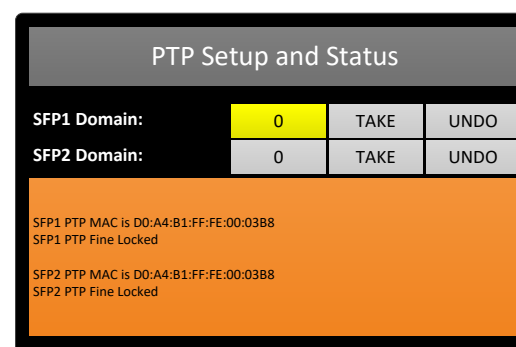 PTP Setup and Status
SFP1 Domain: 0 TAKE UNDO
SFP2 Domain: 0 TAKE UNDO
SFP1 PTP MAC is D0:A4:B1:FF:FE:00:03B8
SFP1 PTP Fine Locked
SFP2 PTP MAC is D0:A4:B1:FF:FE:00:03B8
SFP2 PTP Fine Locked